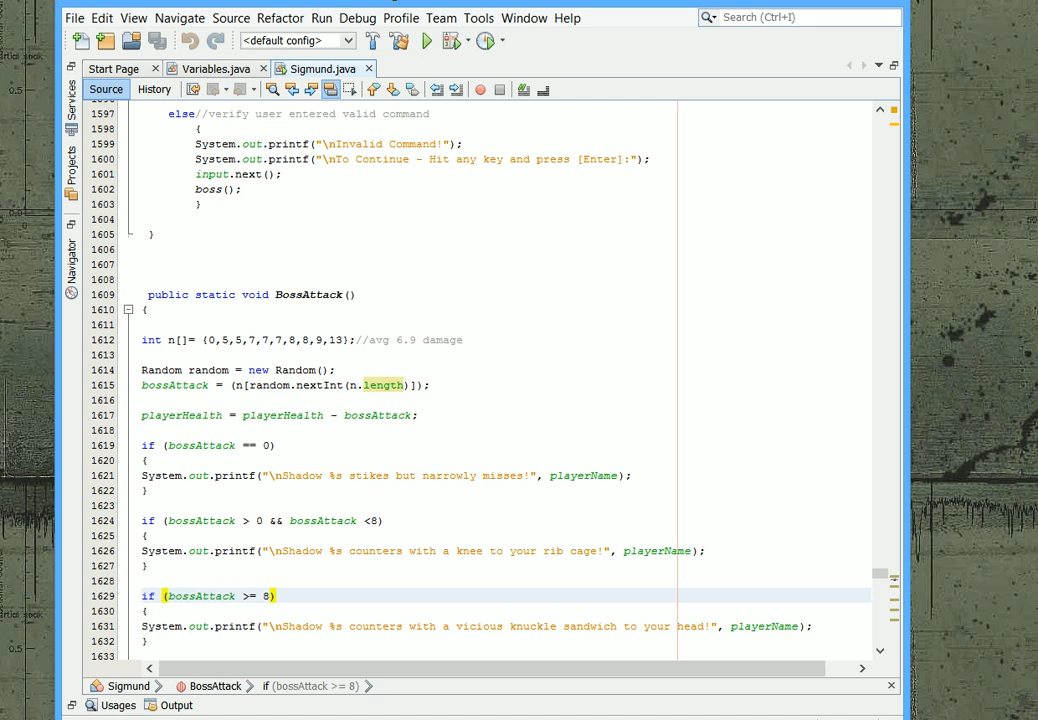 File Edit View Navigate Source Refactor Run Debug Profile Team Tools Window Help
Search (Ctrl+I)
<default config>
Start Page Variables.java Sigmund.java
Source History
Services
Projects
Navigator
1597 else//verify user entered valid command
1598 {
1599 System.out.printf("\nInvalid Command!");
1600 System.out.printf("\nTo Continue - Hit any key and press [Enter]:");
1601 input.next();
1602 boss();
1603 }
1604
1605 }
1606
1607
1608
1609 public static void BossAttack()
1610 {
1611
1612 int n[]= {0,5,5,7,7,7,8,8,9,13};//avg 6.9 damage
1613
1614 Random random = new Random();
1615 bossAttack = (n[random.nextInt(n.length)]);
1616
1617 playerHealth = playerHealth - bossAttack;
1618
1619 if (bossAttack == 0)
1620 {
1621 System.out.printf("\nShadow %s stikes but narrowly misses!", playerName);
1622 }
1623
1624 if (bossAttack > 0 && bossAttack <8)
1625 {
1626 System.out.printf("\nShadow %s counters with a knee to your rib cage!", playerName);
1627 }
1628
1629 if (bossAttack >= 8)
1630 {
1631 System.out.printf("\nShadow %s counters with a vicious knuckle sandwich to your head!", playerName);
1632 }
1633
Sigmund BossAttack if (bossAttack >= 8)
Usages Output